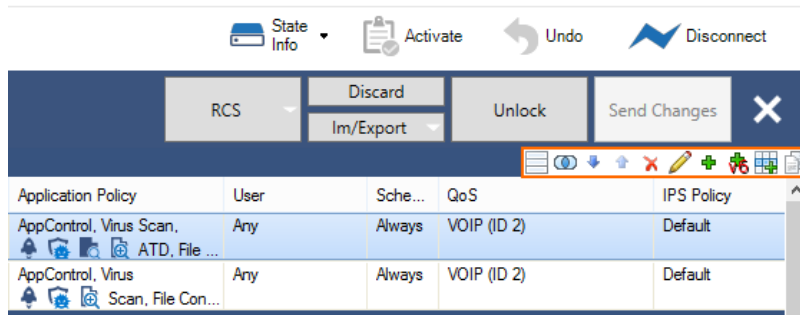 State
Info
Activate
Undo
Disconnect
RCS
Discard
Im/Export
Unlock
Send Changes
V6
Application Policy
User
Sche...
QoS
IPS Policy
AppControl, Virus Scan,
ATD, File ...
Any
Always
VOIP (ID 2)
Default
AppControl, Virus
Scan, File Con...
Any
Always
VOIP (ID 2)
Default